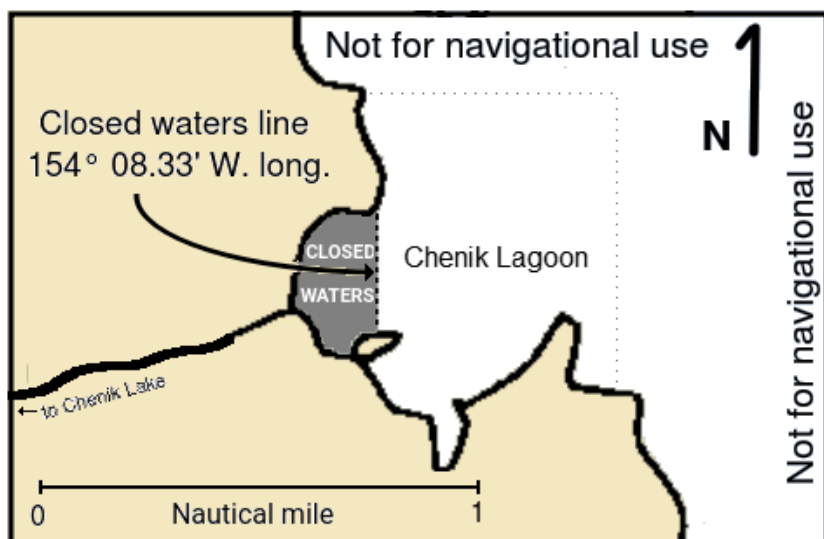 Not for navigational use
Closed waters line
154° 08.33' W. long.
N
Not for navigational use
CLOSED
WATERS
Chenik Lagoon
← to Chenik Lake
0
Nautical mile
1